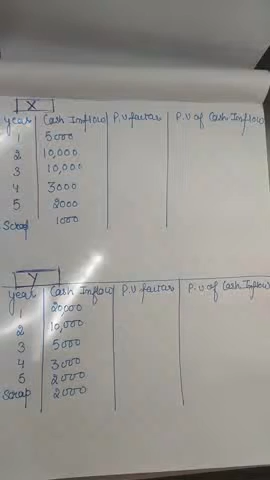 X
year Cash Inflow P.V factor P.V of Cash Inflow
1 5000
2 10,000
3 10,000
4 3000
5 2000
Scrap 1000
Y
year Cash Inflow P.V factor P.V of Cash Inflow
1 20000
2 10,000
3 5000
4 3000
5 2000
Scrap 2000